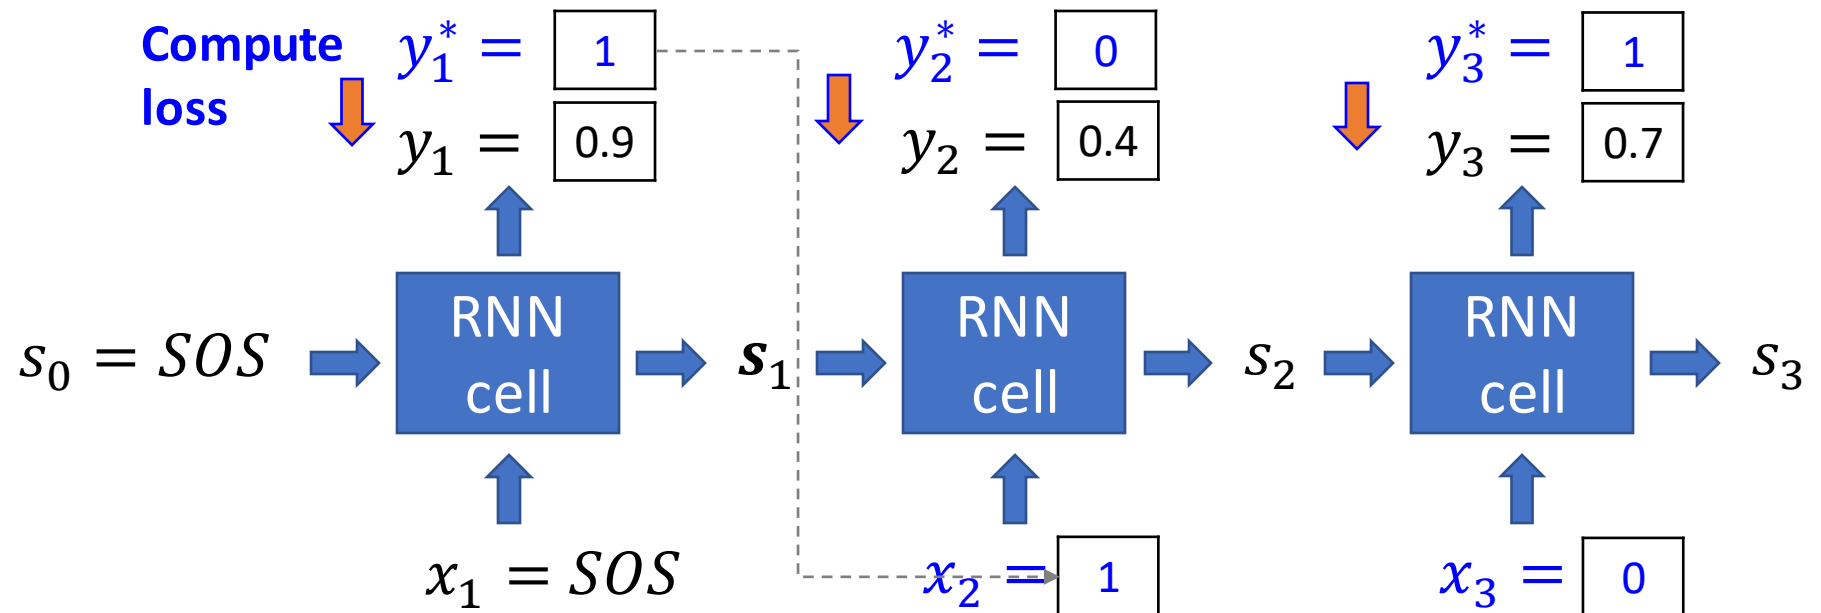 Compute loss
y₁* = 1
y₂* = 0
y₃* = 1
y₁ = 0.9
y₂ = 0.4
y₃ = 0.7
s₀ = SOS
RNN cell
s₁
RNN cell
s₂
RNN cell
s₃
x₁ = SOS
x₂ = 1
x₃ = 0